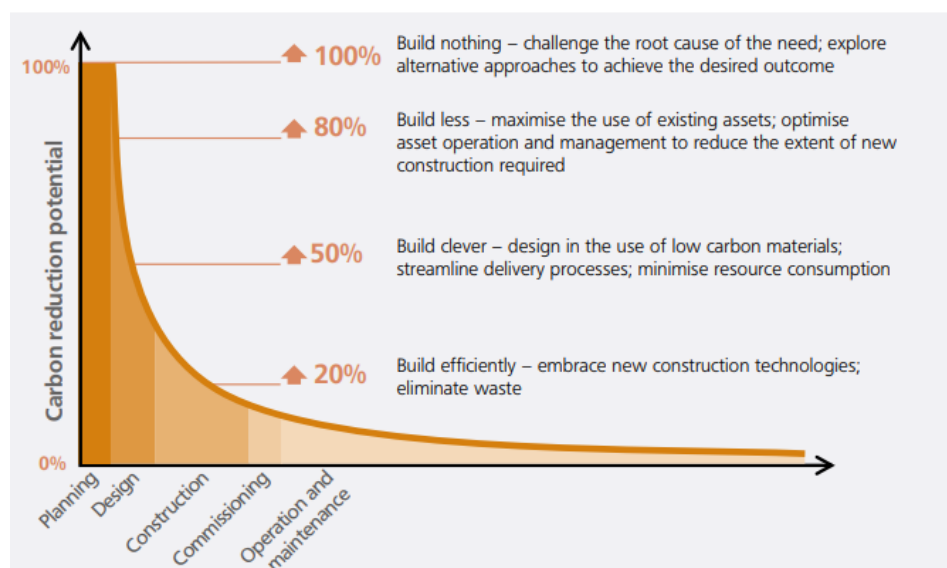 100%
Carbon reduction potential
0%
100%
Build nothing – challenge the root cause of the need; explore
alternative approaches to achieve the desired outcome
80%
Build less – maximise the use of existing assets; optimise
asset operation and management to reduce the extent of new
construction required
50%
Build clever – design in the use of low carbon materials;
streamline delivery processes; minimise resource consumption
20%
Build efficiently – embrace new construction technologies;
eliminate waste
Planning
Design
Construction
Commissioning
Operation and
maintenance